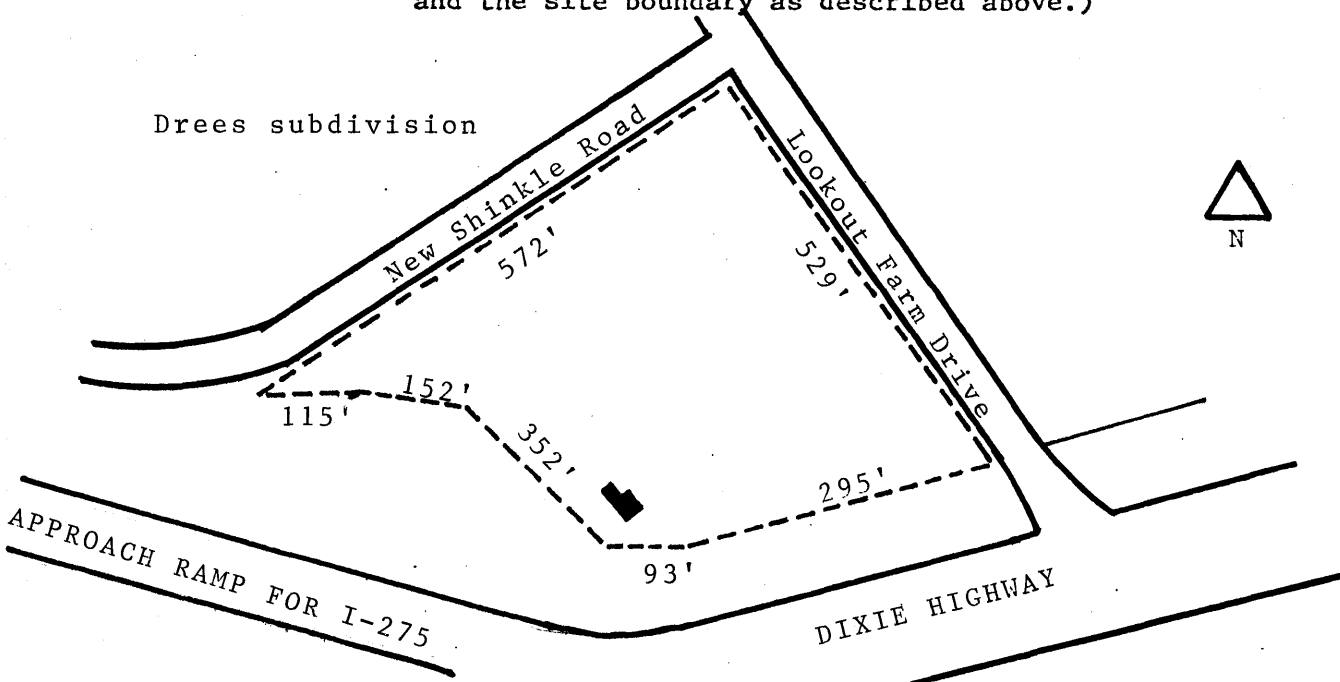 and the site boundary as described above.)
Drees subdivision
New Shinkle Road
572'
Lookout Farm Drive
529'
N
115'
152'
352'
295'
93'
APPROACH RAMP FOR I-275
DIXIE HIGHWAY